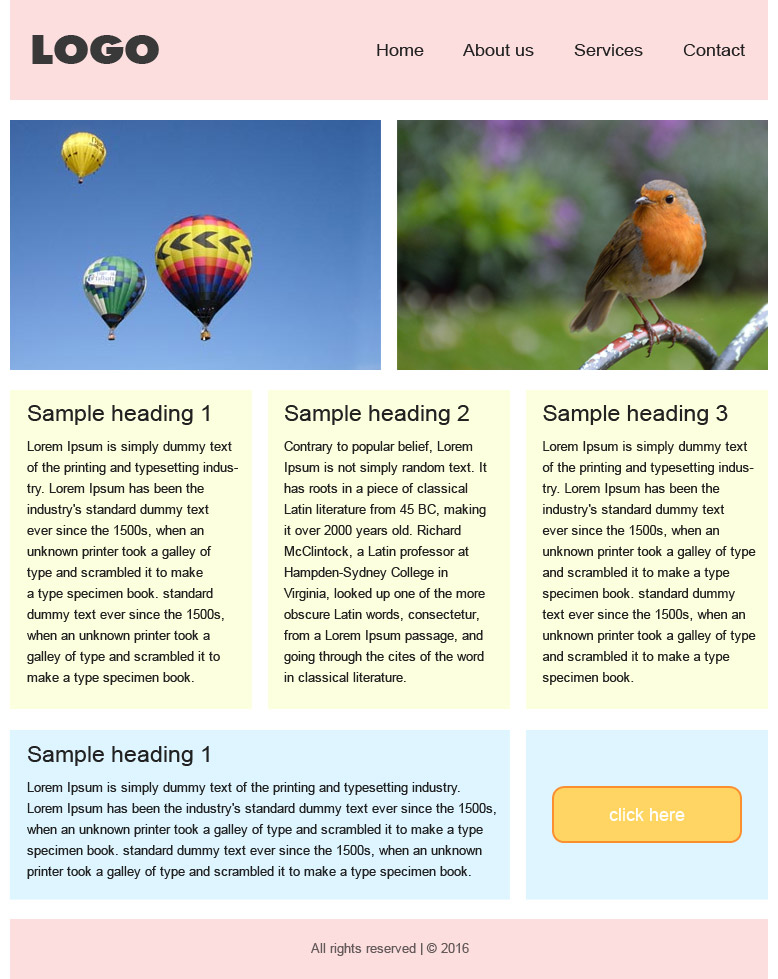 LOGO
Home About us Services Contact
Sample heading 1
Lorem Ipsum is simply dummy text
of the printing and typesetting indus-
try. Lorem Ipsum has been the
industry's standard dummy text
ever since the 1500s, when an
unknown printer took a galley of
type and scrambled it to make
a type specimen book. standard
dummy text ever since the 1500s,
when an unknown printer took a
galley of type and scrambled it to
make a type specimen book.
Sample heading 2
Contrary to popular belief, Lorem
Ipsum is not simply random text. It
has roots in a piece of classical
Latin literature from 45 BC, making
it over 2000 years old. Richard
McClintock, a Latin professor at
Hampden-Sydney College in
Virginia, looked up one of the more
obscure Latin words, consectetur,
from a Lorem Ipsum passage, and
going through the cites of the word
in classical literature.
Sample heading 3
Lorem Ipsum is simply dummy text
of the printing and typesetting indus-
try. Lorem Ipsum has been the
industry's standard dummy text
ever since the 1500s, when an
unknown printer took a galley of type
and scrambled it to make a type
specimen book. standard dummy
text ever since the 1500s, when an
unknown printer took a galley of type
and scrambled it to make a type
specimen book.
Sample heading 1
Lorem Ipsum is simply dummy text of the printing and typesetting industry.
Lorem Ipsum has been the industry's standard dummy text ever since the 1500s,
when an unknown printer took a galley of type and scrambled it to make a type
specimen book. standard dummy text ever since the 1500s, when an unknown
printer took a galley of type and scrambled it to make a type specimen book.
click here
All rights reserved | © 2016